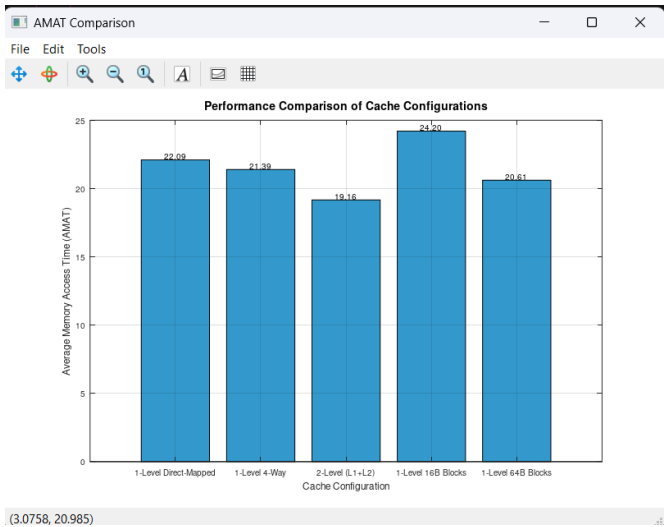 AMAT Comparison
File Edit Tools
A
Performance Comparison of Cache Configurations
Average Memory Access Time (AMAT)
25
20
15
10
5
0
22.09
21.39
19.16
24.20
20.61
1-Level Direct-Mapped
1-Level 4-Way
2-Level (L1+L2)
1-Level 16B Blocks
1-Level 64B Blocks
Cache Configuration
(3.0758, 20.985)